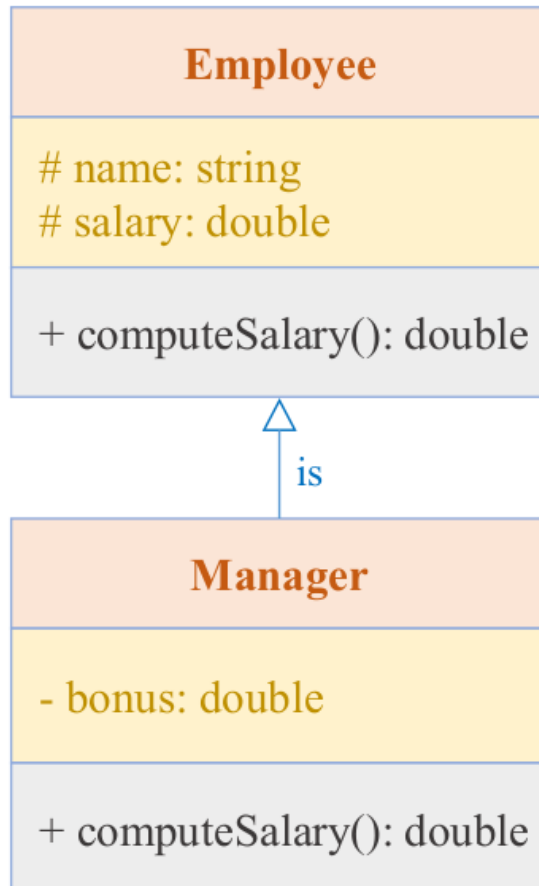 Employee
# name: string
# salary: double
+ computeSalary(): double
is
Manager
- bonus: double
+ computeSalary(): double